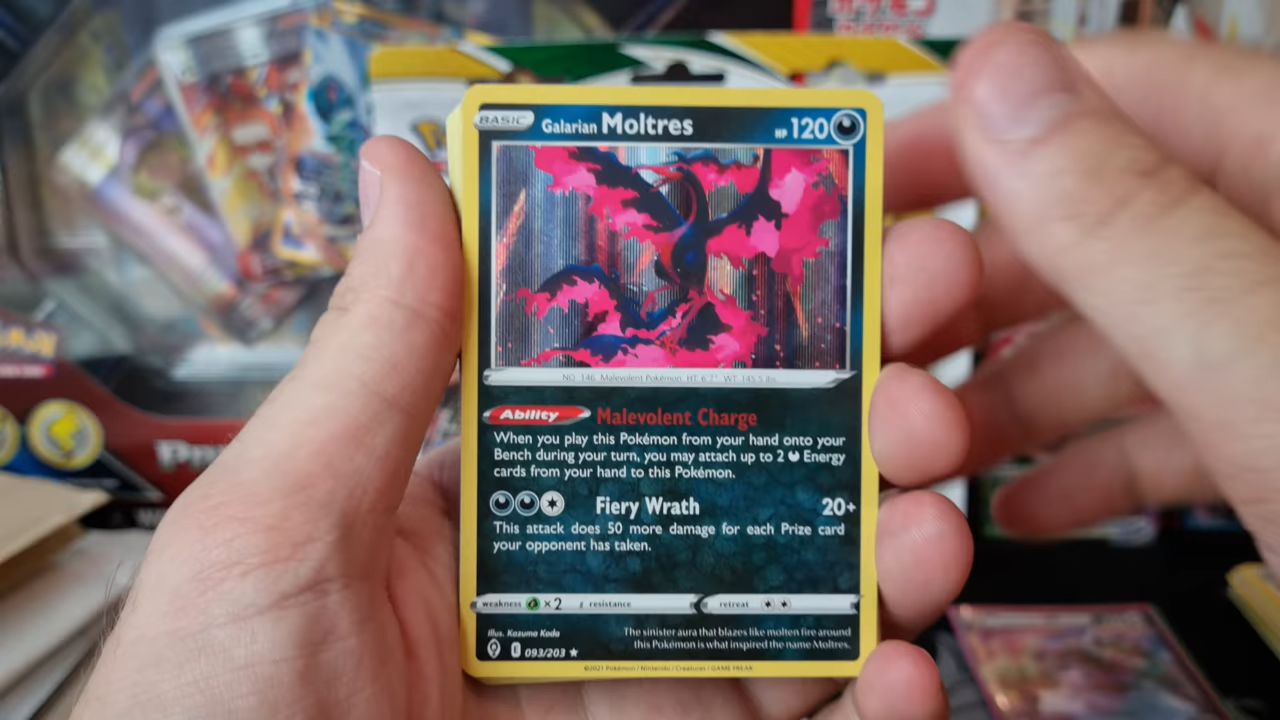 ポケモン
BASIC Galarian Moltres HP 120
NO. 146 Malevolent Pokémon HT: 6'7" WT: 145.5 lbs.
Ability Malevolent Charge
When you play this Pokémon from your hand onto your
Bench during your turn, you may attach up to 2 Energy
cards from your hand to this Pokémon.
Fiery Wrath 20+
This attack does 50 more damage for each Prize card
your opponent has taken.
weakness ×2 resistance retreat
Illus. Kazuma Koda
The sinister aura that blazes like molten fire around
this Pokémon is what inspired the name Moltres.
093/203
©2021 Pokémon / Nintendo / Creatures / GAME FREAK